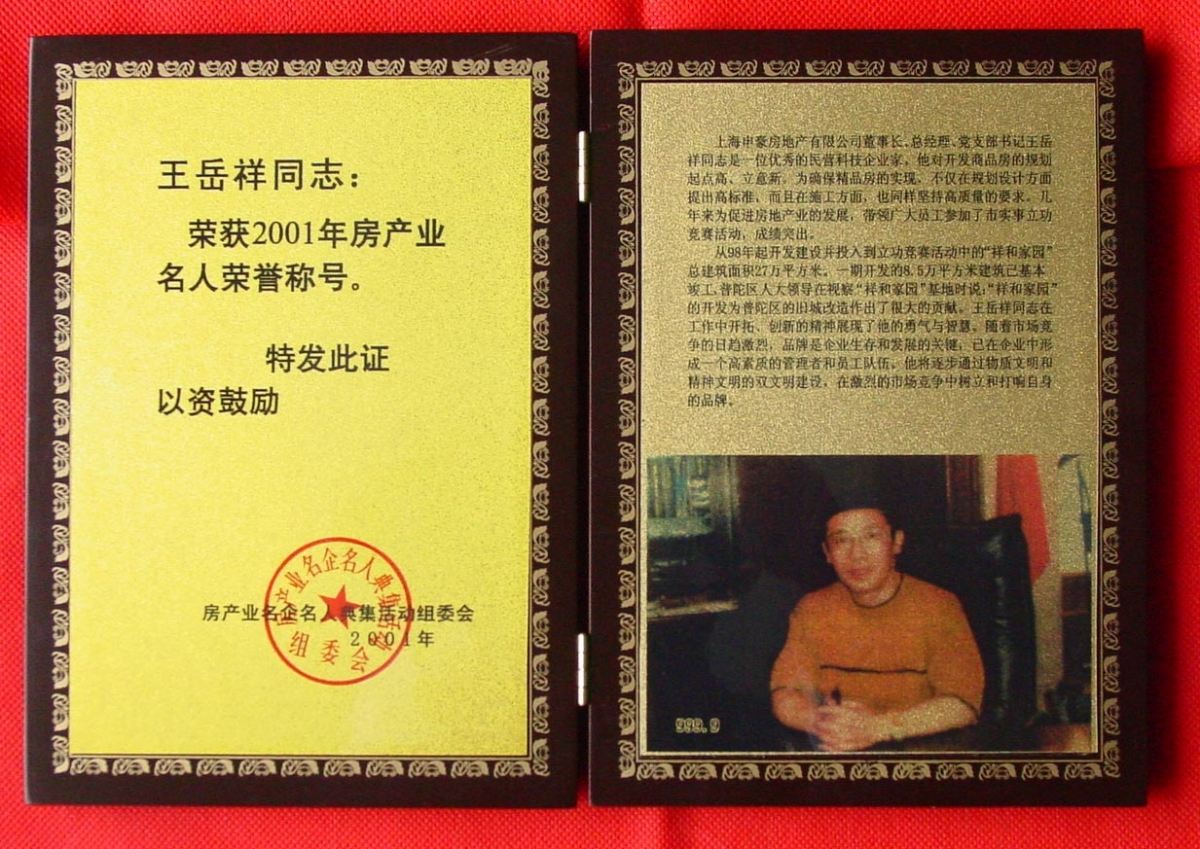 王岳祥同志：
荣获2001年房产业
名人荣誉称号。
特发此证
以资鼓励
房产业名企名人典集活动组委会
2001年
房产业名企名人典集活动
组委会
上海申豪房地产有限公司董事长、总经理、党支部书记王岳
祥同志是一位优秀的民营科技企业家。他对开发商品房的规划
起点高、立意新，为确保精品房的实现，不仅在规划设计方面
提出高标准，而且在施工方面，也同样坚持高质量的要求。几
年来为促进房地产业的发展，带领广大员工参加了市实事立功
竞赛活动，成绩突出。
从98年起开发建设并投入到立功竞赛活动中的“祥和家园”
总建筑面积27万平方米。一期开发的8.5万平方米建筑已基本
竣工，普陀区人大领导在视察“祥和家园”基地时说：“祥和家园”
的开发为普陀区的旧城改造作出了很大的贡献。王岳祥同志在
工作中开拓、创新的精神展现了他的勇气与智慧。随着市场竞
争的日趋激烈，品牌是企业生存和发展的关键，已在企业中形
成一个高素质的管理者和员工队伍。他将逐步通过物质文明和
精神文明的双文明建设，在激烈的市场竞争中树立和打响自身
的品牌。
999.9